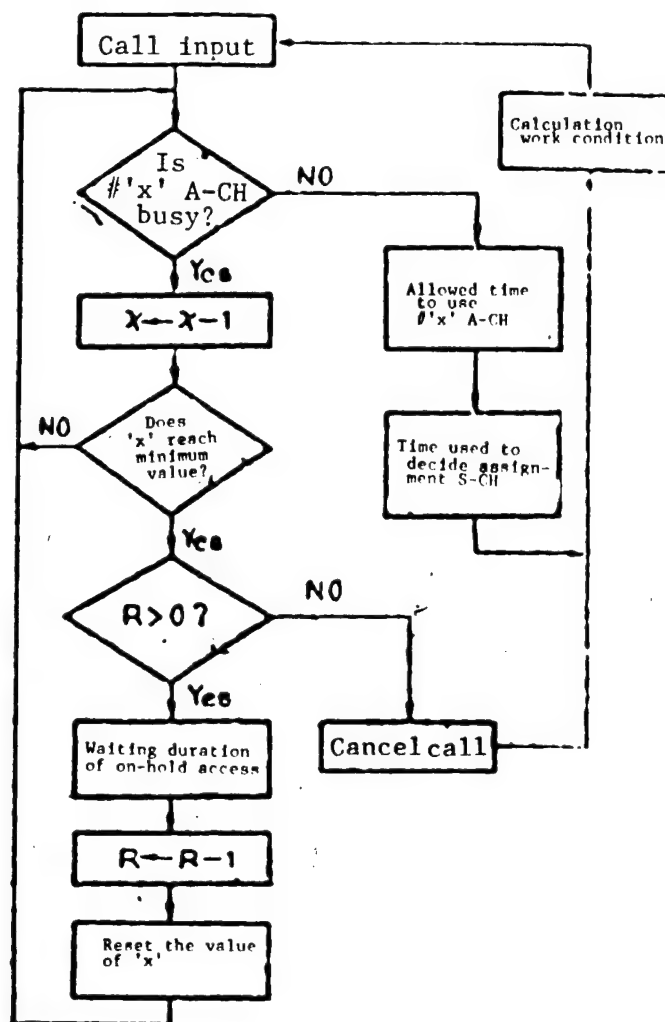 Call input
Calculation
work condition
Is
#'x' A-CH
busy?
NO
Yes
Allowed time
to use
#'x' A-CH
X←X-1
NO
Does
'x' reach
minimum
value?
Time used to
decide assign-
ment S-CH
Yes
R>0?
NO
Yes
Waiting duration
of on-hold access
Cancel call
R←R-1
Reset the value
of 'x'